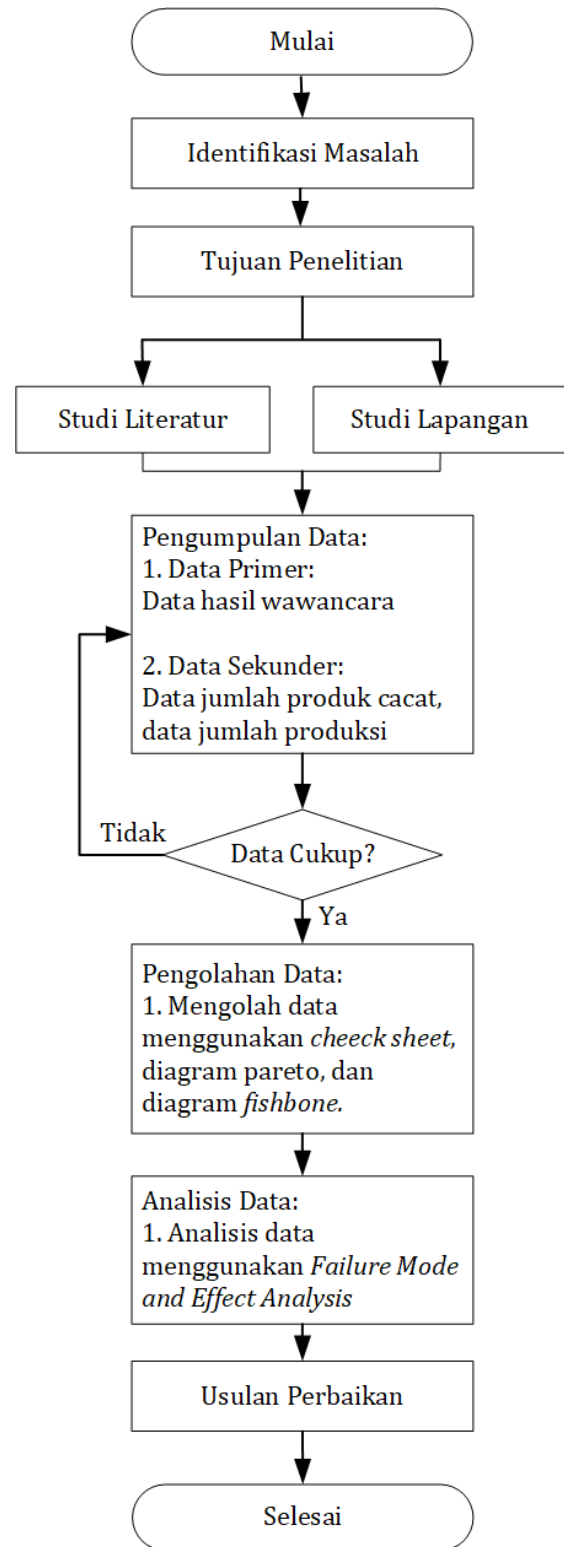 Mulai
Identifikasi Masalah
Tujuan Penelitian
Studi Literatur
Studi Lapangan
Pengumpulan Data:
1. Data Primer:
Data hasil wawancara
2. Data Sekunder:
Data jumlah produk cacat,
data jumlah produksi
Tidak
Data Cukup?
Ya
Pengolahan Data:
1. Mengolah data
menggunakan cheeck sheet,
diagram pareto, dan
diagram fishbone.
Analisis Data:
1. Analisis data
menggunakan Failure Mode
and Effect Analysis
Usulan Perbaikan
Selesai